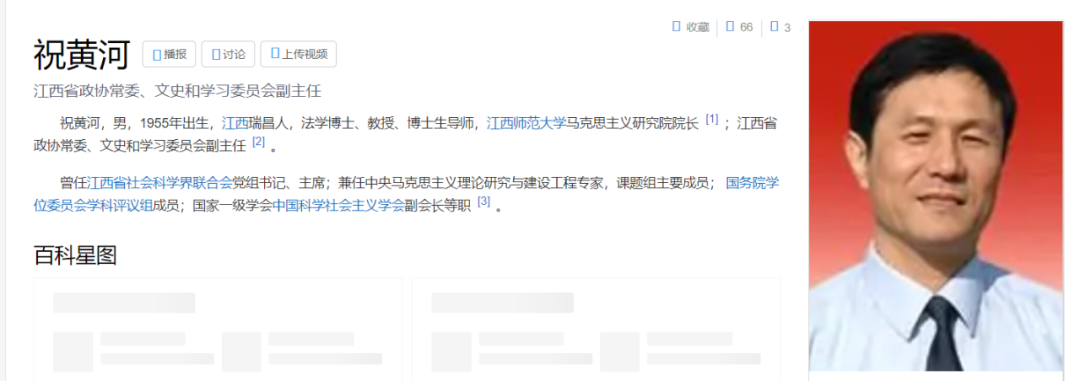 收藏 66 3
祝黄河 播报 讨论 上传视频
江西省政协常委、文史和学习委员会副主任
祝黄河，男，1955年出生，江西瑞昌人，法学博士、教授、博士生导师，江西师范大学马克思主义研究院院长 [1] ；江西省
政协常委、文史和学习委员会副主任 [2] 。
曾任江西省社会科学界联合会党组书记、主席；兼任中央马克思主义理论研究与建设工程专家，课题组主要成员； 国务院学
位委员会学科评议组成员；国家一级学会中国科学社会主义学会副会长等职 [3] 。
百科星图